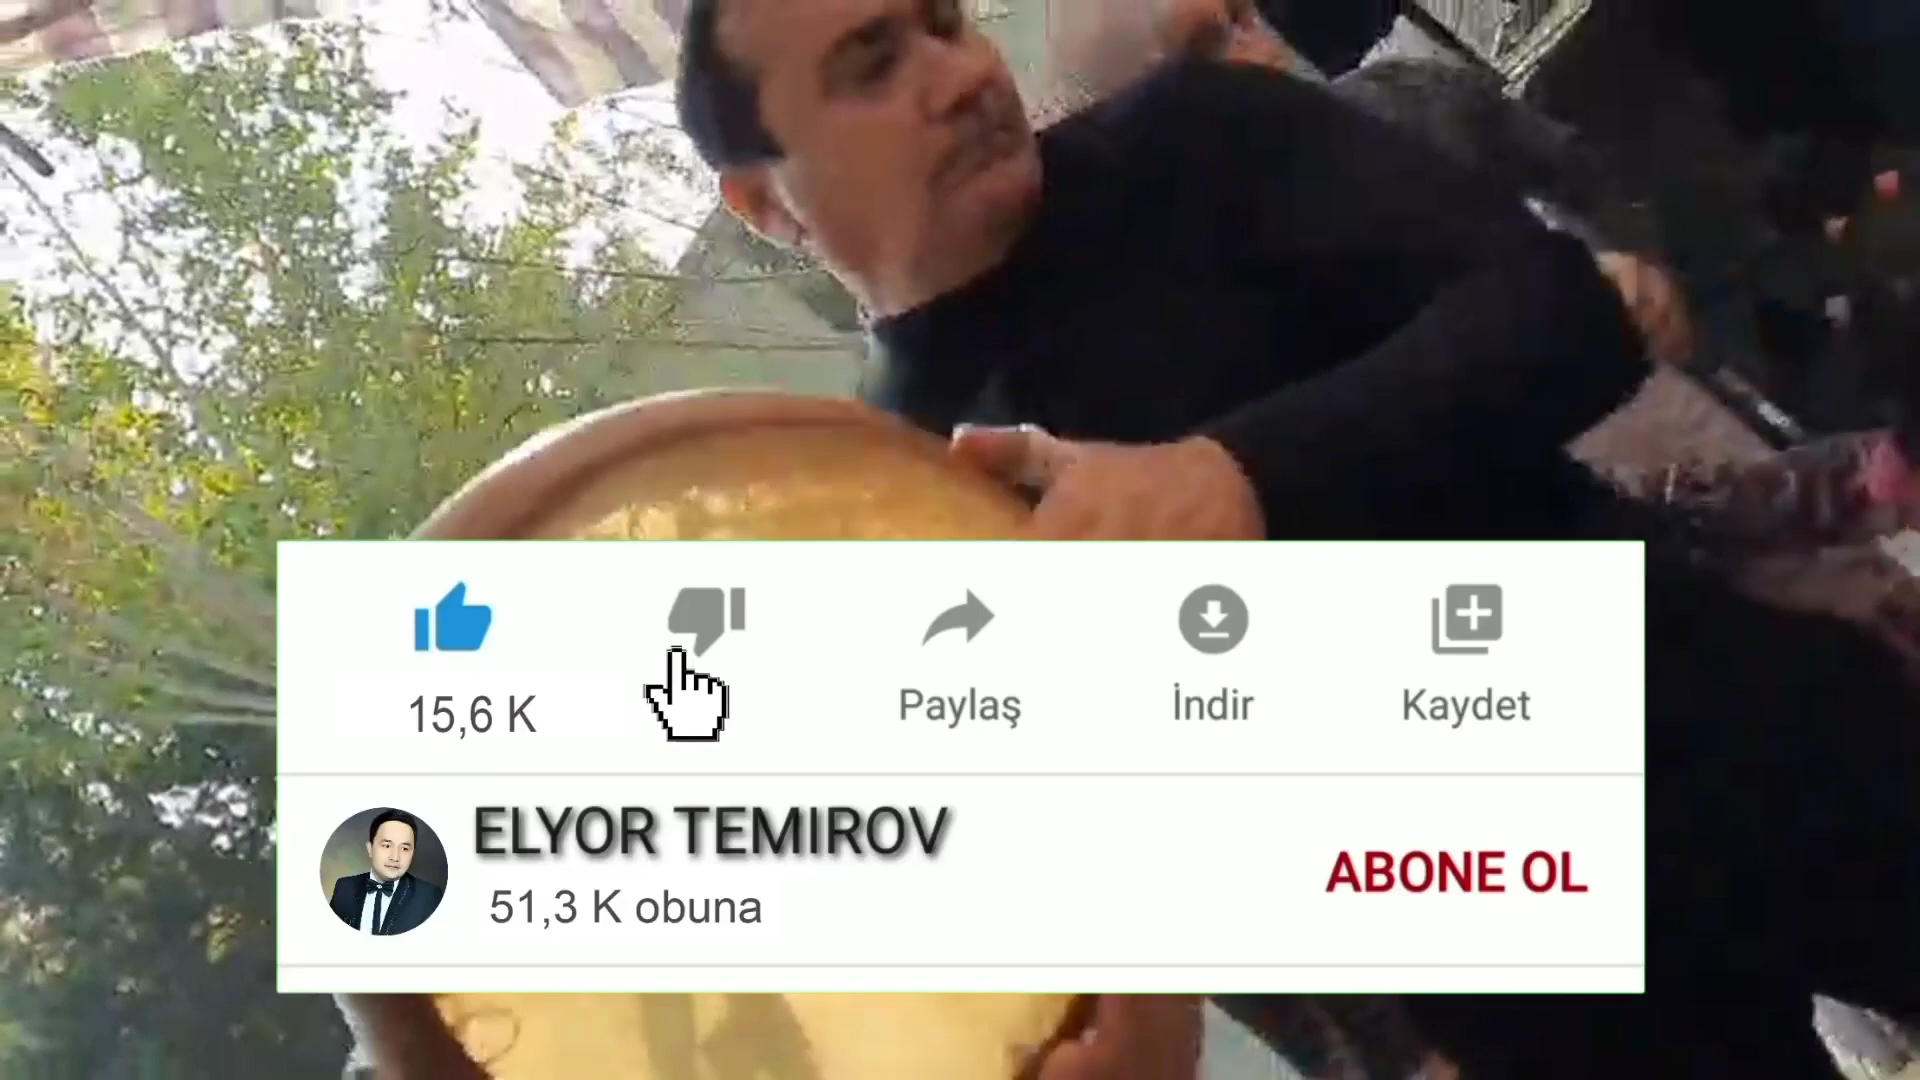 15,6 K
Paylaş
İndir
Kaydet
ELYOR TEMIROV
51,3 K obuna
ABONE OL